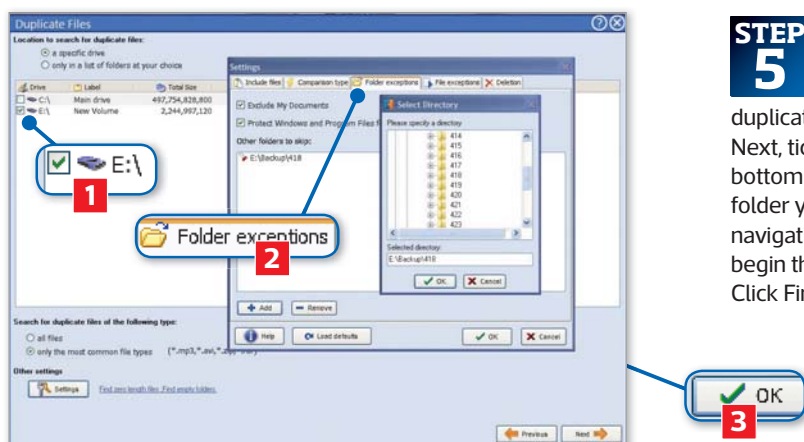 Duplicate Files
Location to search for duplicate files:
a specific drive
only in a list of folders at your choice
Drive Label Total Size
C:\ Main drive 497,754,828,800
E:\ New Volume 2,244,997,120
E:\
1
Settings
Include files Comparison type Folder exceptions File exceptions Deletion
Exclude My Documents
Protect Windows and Program Files f
Other folders to skip:
E:\Backup\418
Select Directory
Please specify a directory
414
415
416
417
418
419
420
421
422
423
Selected directory:
E:\Backup\418
OK Cancel
Folder exceptions
2
Add Remove
Help Load defaults OK Cancel
Search for duplicate files of the following type:
all files
only the most common file types (*.mp3,*.avi,*.
Other settings
Settings Find zero length files Find empty folders
Previous Next
OK
3
STEP
5
duplicat
Next, tic
bottom
folder y
navigat
begin th
Click Fir